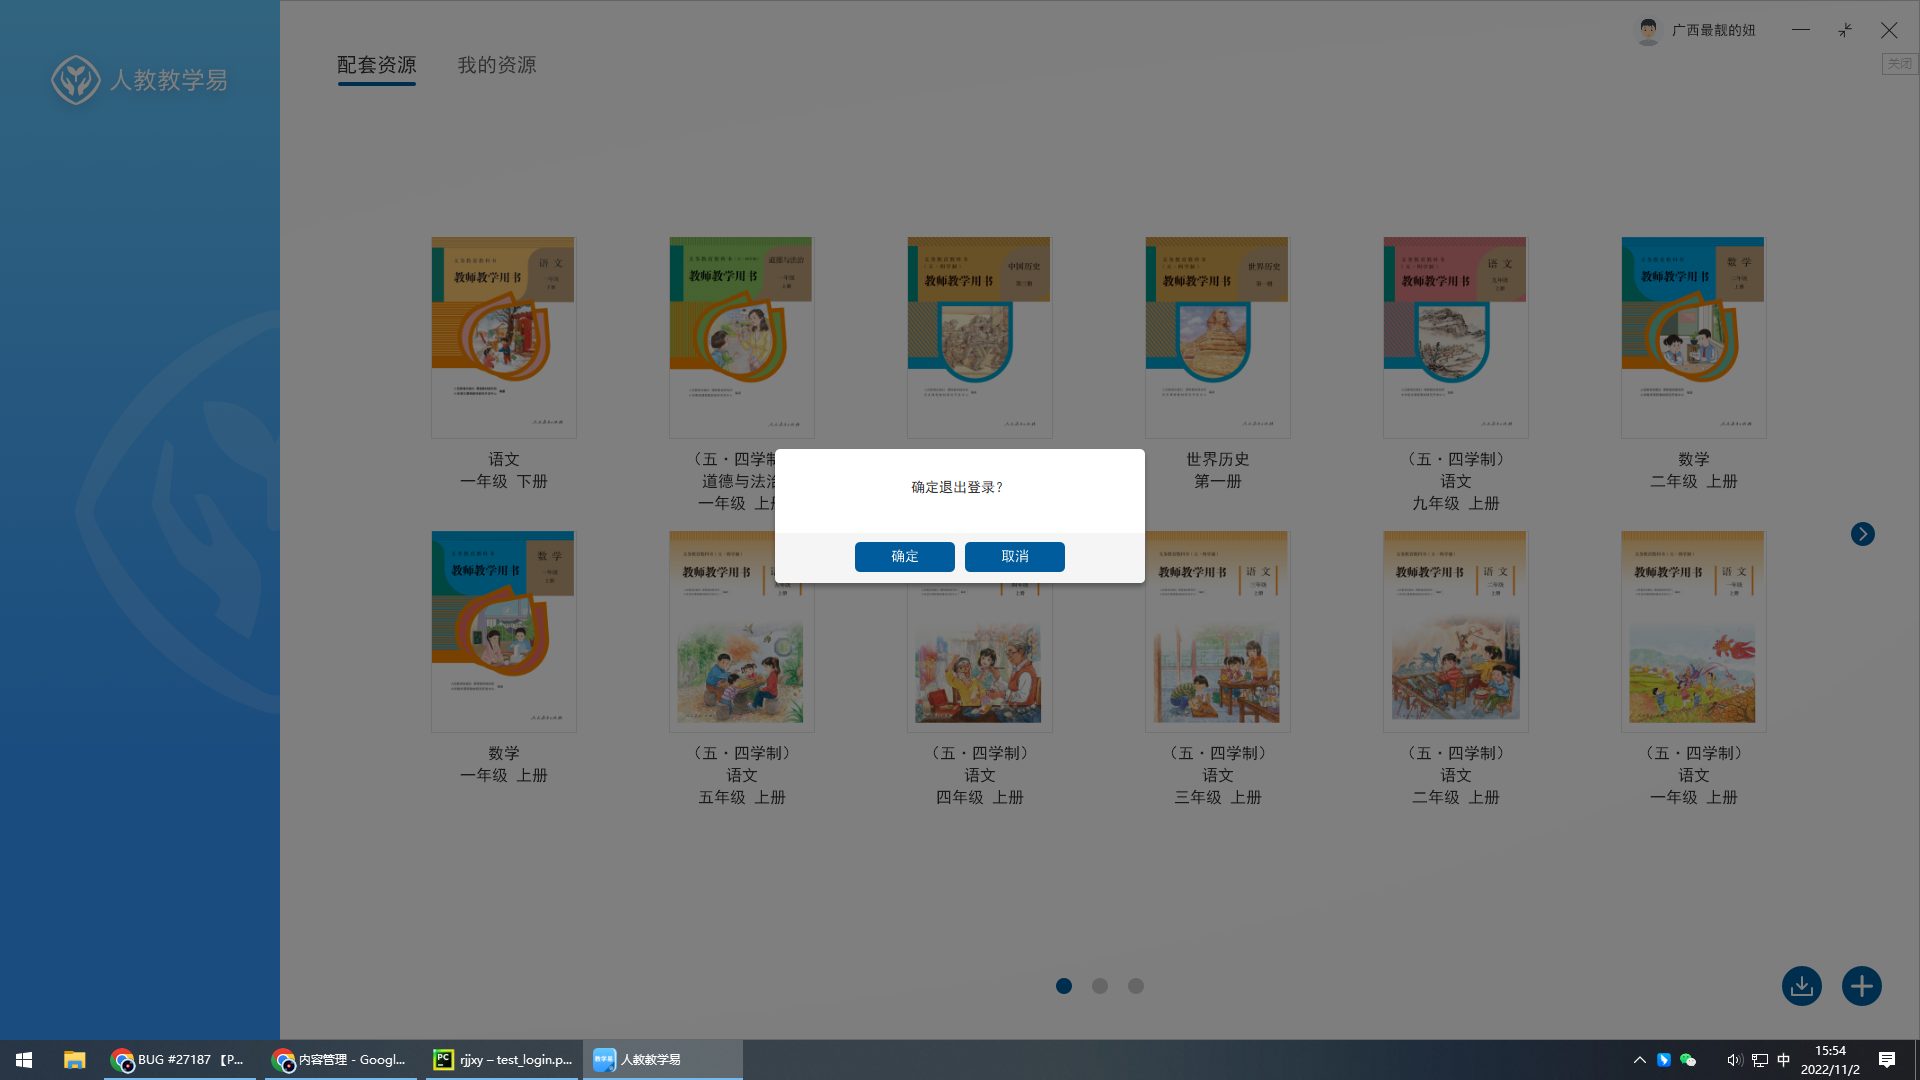 人教教学易
配套资源
我的资源
广西最靓的妞
关闭
教师教学用书
语文
教师教学用书
道德与法治
教师教学用书
中国历史
教师教学用书
世界历史
教师教学用书
语文
教师教学用书
数学
语文
一年级 下册
（五·四学制
道德与法治
一年级 上册
世界历史
第一册
（五·四学制）
语文
九年级 上册
数学
二年级 上册
确定退出登录？
确定
取消
教师教学用书
数学
教师教学用书
教师教学用书
语文
教师教学用书
语文
教师教学用书
语文
数学
一年级 上册
（五·四学制）
语文
五年级 上册
（五·四学制）
语文
四年级 上册
（五·四学制）
语文
三年级 上册
（五·四学制）
语文
二年级 上册
（五·四学制）
语文
一年级 上册
BUG #27187 【P...
内容管理 - Googl...
rjjxy – test_login.p...
人教教学易
中
15:54
2022/11/2